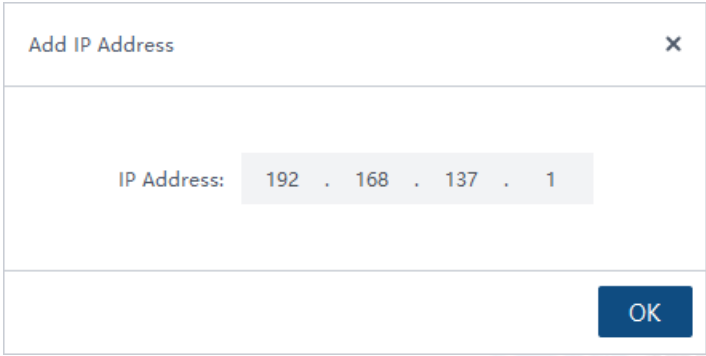 Add IP Address
IP Address: 192 . 168 . 137 . 1
OK